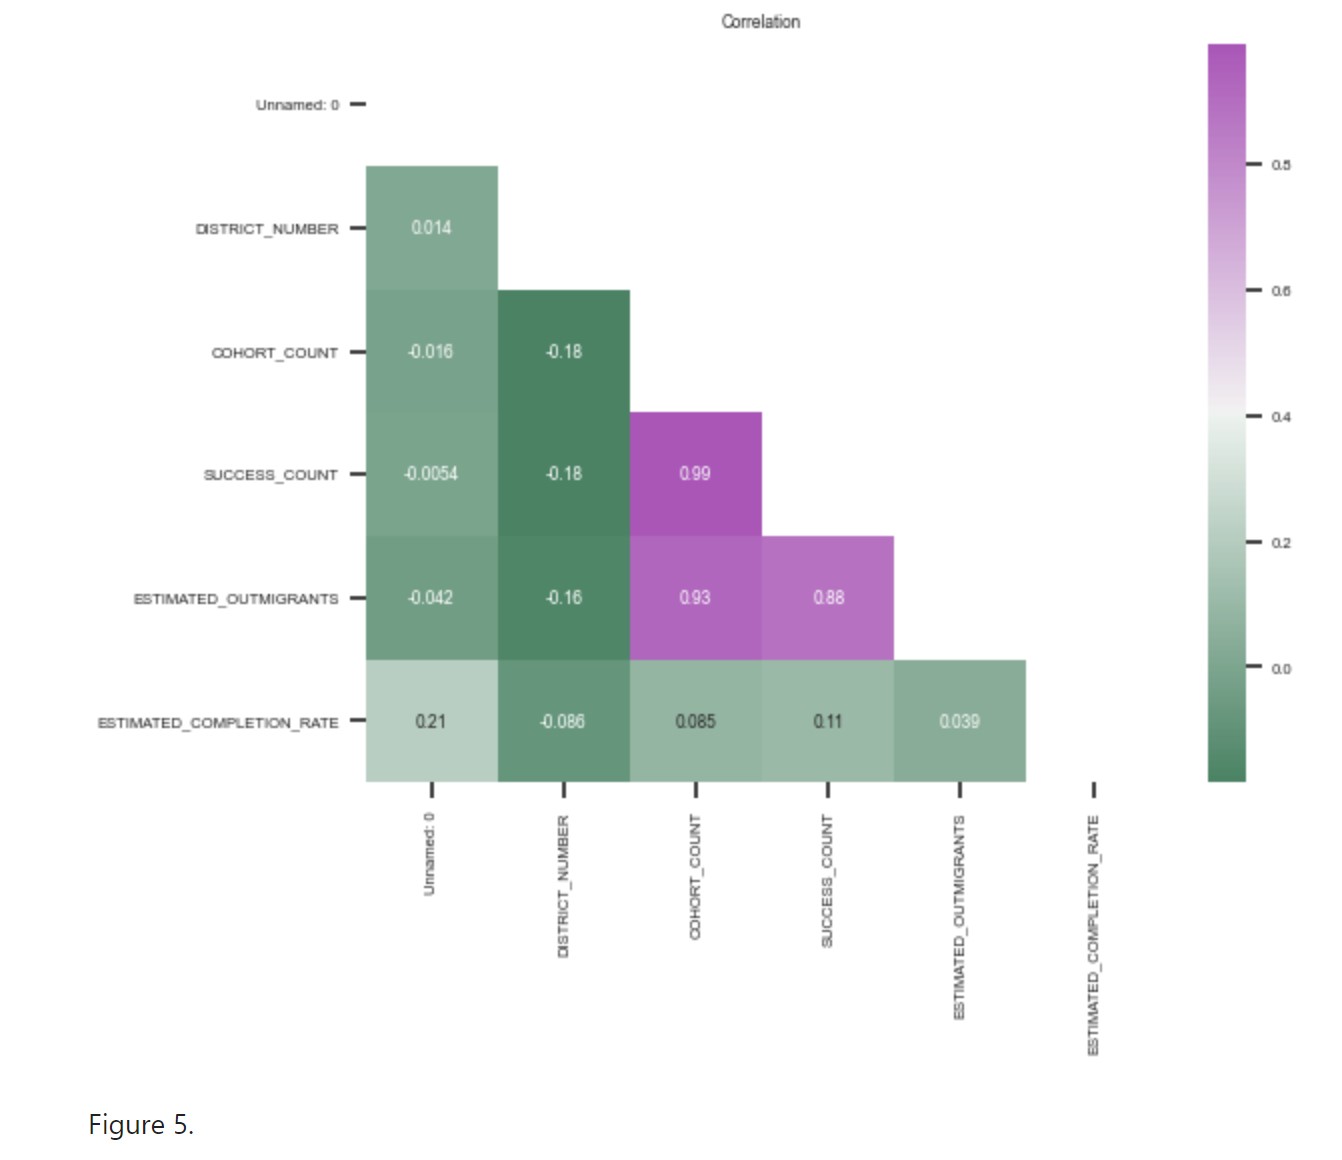 Correlation
Unnamed: 0
DISTRICT_NUMBER 0.014
COHORT_COUNT -0.016 -0.18
SUCCESS_COUNT -0.0054 -0.18 0.99
ESTIMATED_OUTMIGRANTS -0.042 -0.16 0.93 0.88
ESTIMATED_COMPLETION_RATE 0.21 -0.086 0.085 0.11 0.039
Unnamed: 0
DISTRICT_NUMBER
COHORT_COUNT
SUCCESS_COUNT
ESTIMATED_OUTMIGRANTS
ESTIMATED_COMPLETION_RATE
0.8
0.6
0.4
0.2
0.0
Figure 5.